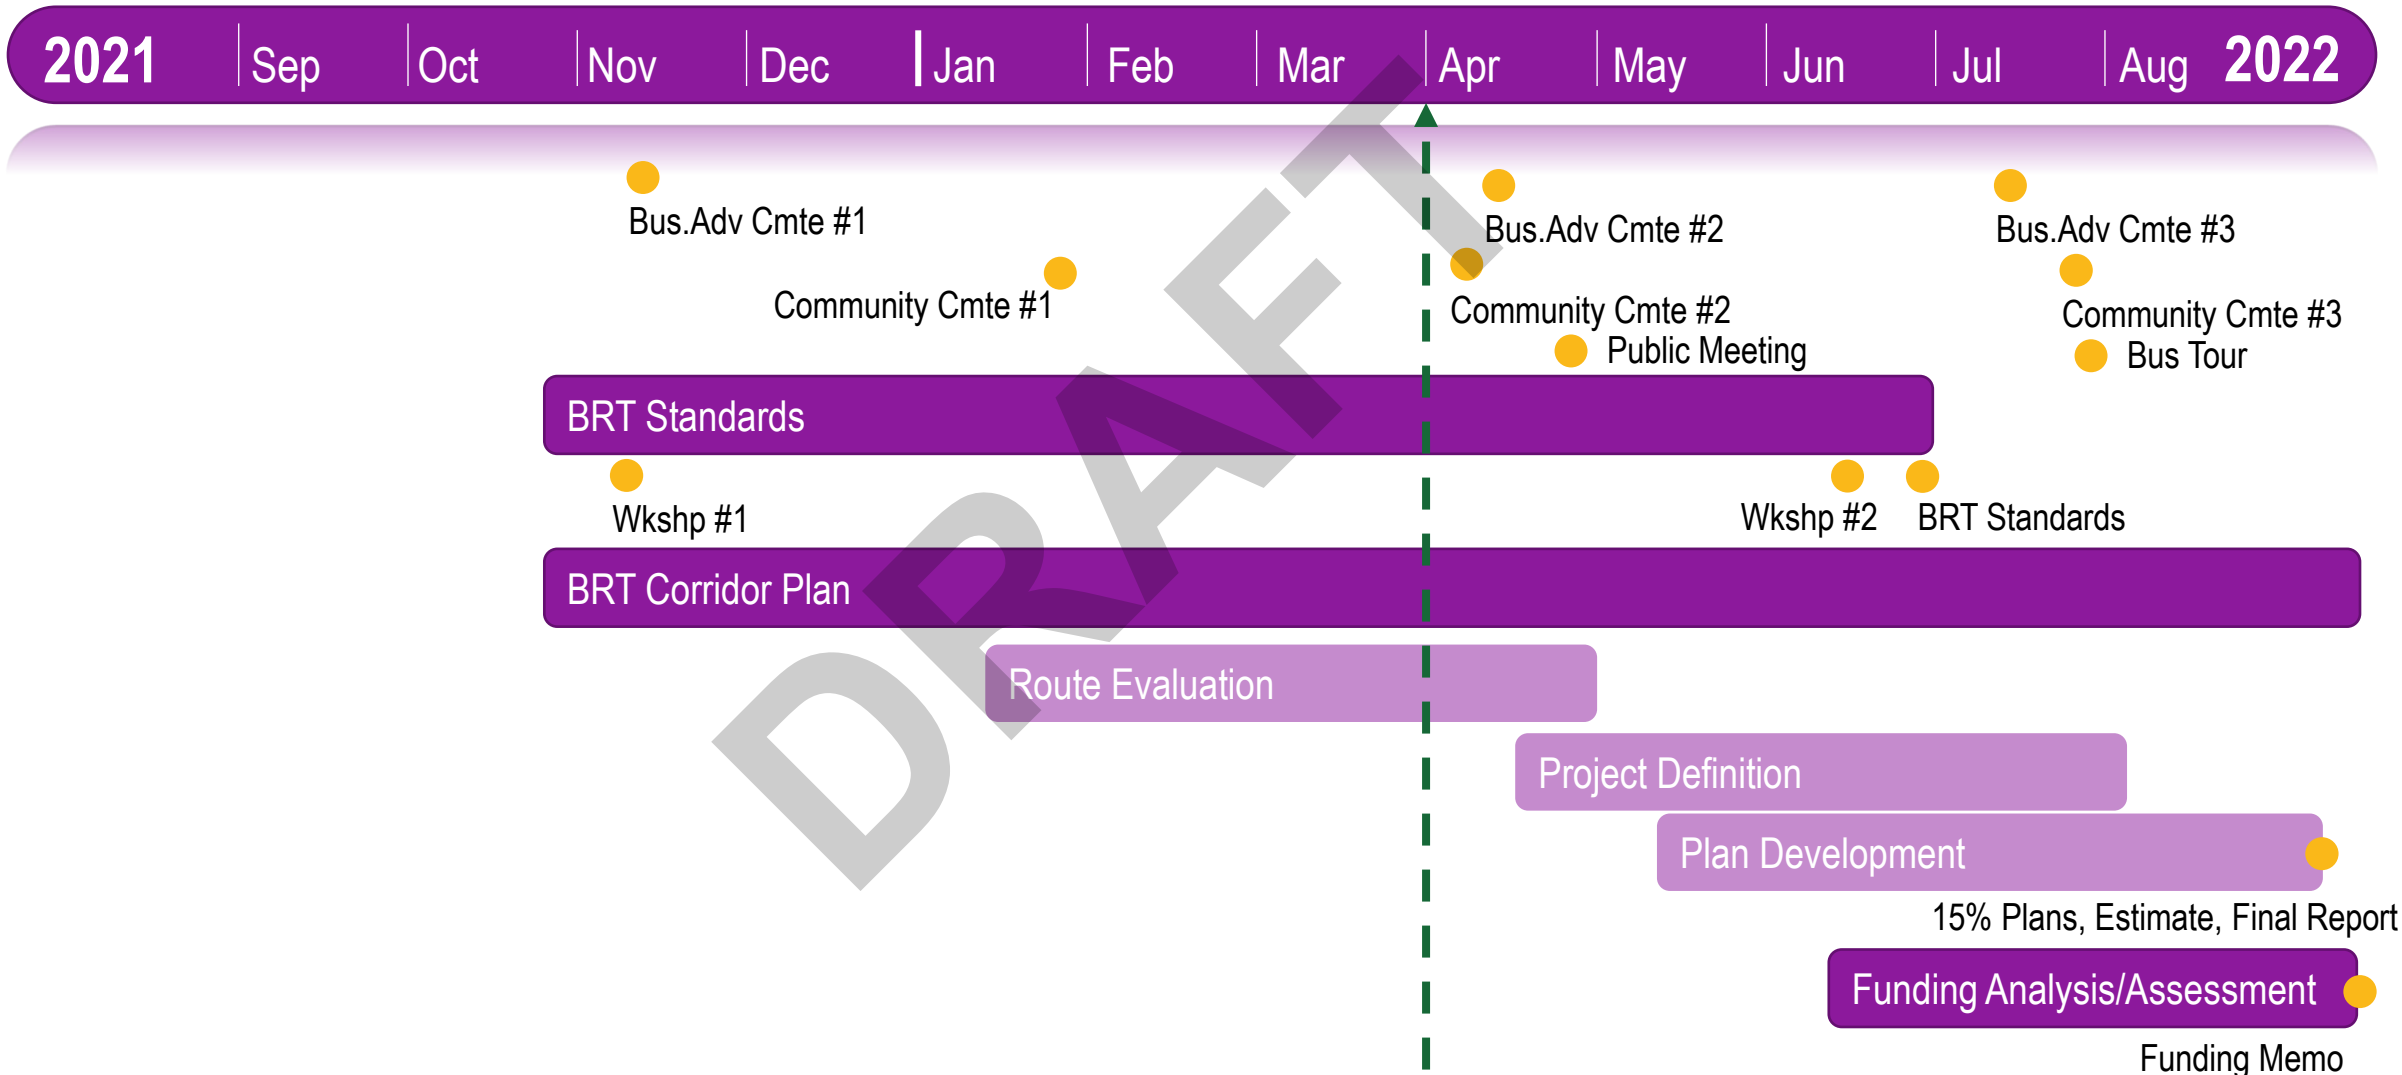 2021 Sep Oct Nov Dec Jan Feb Mar Apr May Jun Jul Aug 2022
Bus.Adv Cmte #1
Bus.Adv Cmte #2
Bus.Adv Cmte #3
Community Cmte #1
Community Cmte #2
Community Cmte #3
Public Meeting
Bus Tour
BRT Standards
Wkshp #1
Wkshp #2
BRT Standards
BRT Corridor Plan
Route Evaluation
Project Definition
Plan Development
15% Plans, Estimate, Final Report
Funding Analysis/Assessment
Funding Memo
DRAFT